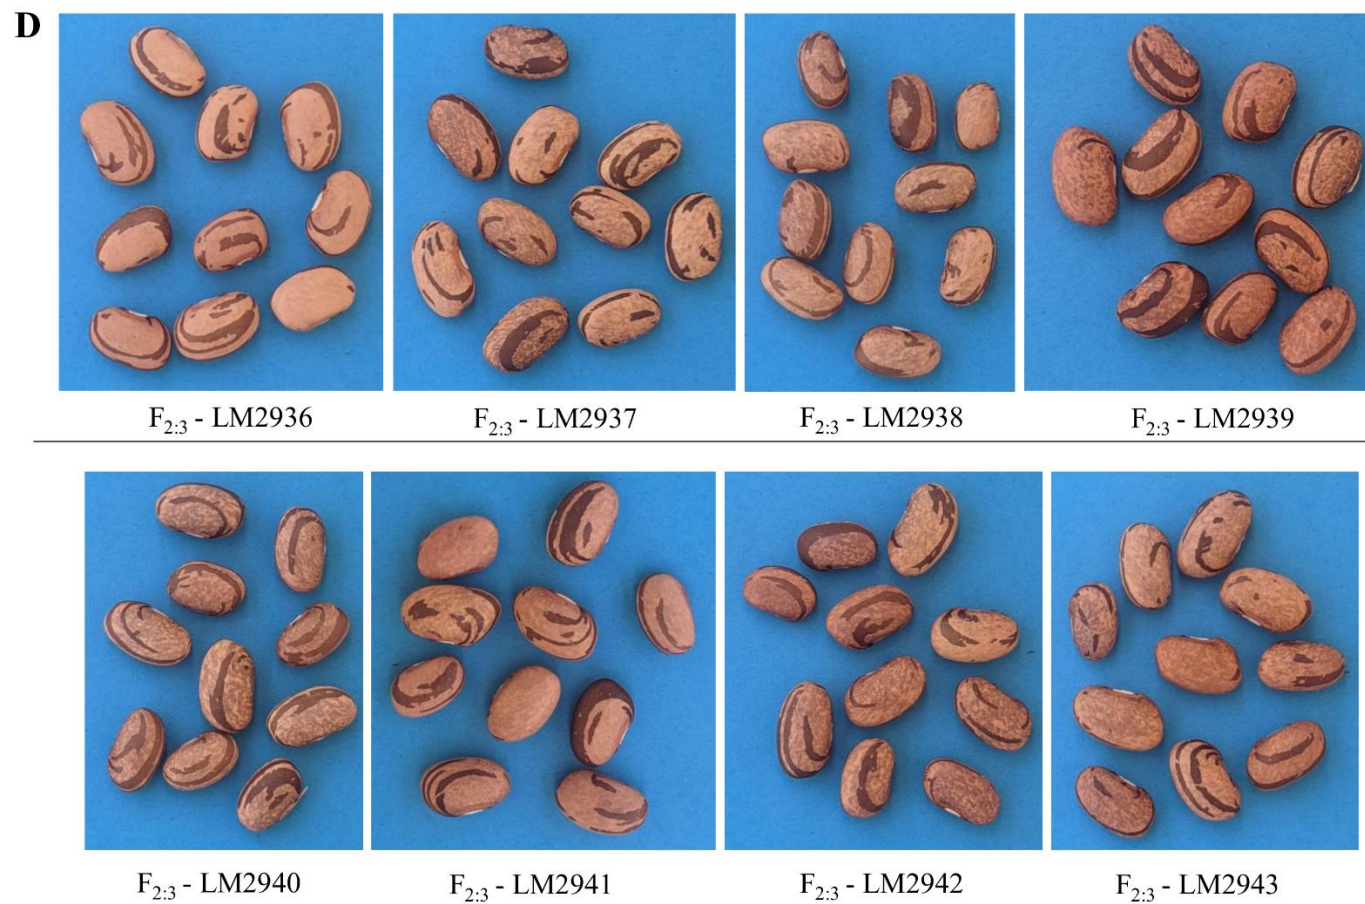 D
F2:3 - LM2936
F2:3 - LM2937
F2:3 - LM2938
F2:3 - LM2939
F2:3 - LM2940
F2:3 - LM2941
F2:3 - LM2942
F2:3 - LM2943